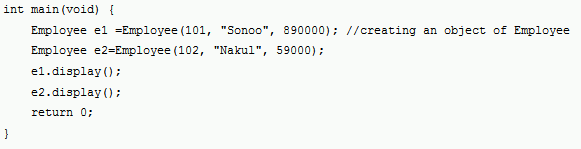 int main(void) {
    Employee e1 =Employee(101, "Sonoo", 890000); //creating an object of Employee
    Employee e2=Employee(102, "Nakul", 59000);
    e1.display();
    e2.display();
    return 0;
}